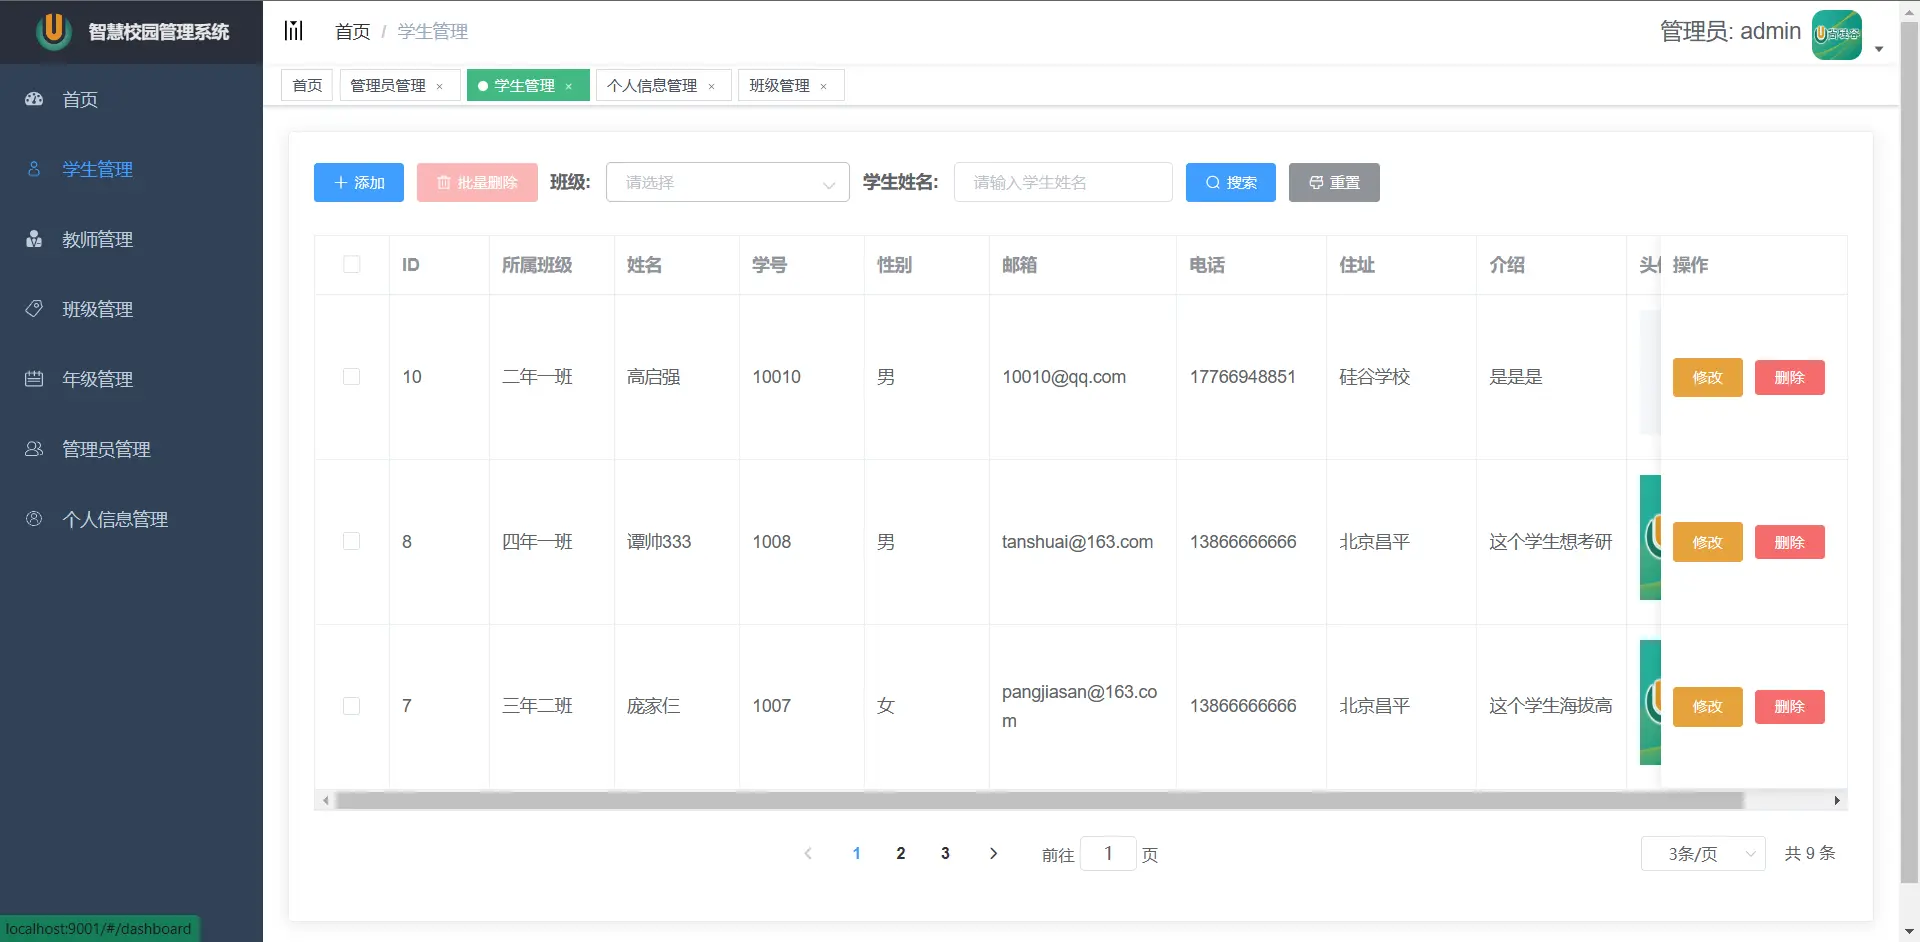 智慧校园管理系统
首页 / 学生管理
管理员: admin
首页
管理员管理 ×
学生管理 ×
个人信息管理 ×
班级管理 ×
首页
学生管理
教师管理
班级管理
年级管理
管理员管理
个人信息管理
添加
批量删除
班级:
请选择
学生姓名:
请输入学生姓名
搜索
重置
ID 所属班级 姓名 学号 性别 邮箱 电话 住址 介绍 操作
10 二年一班 高启强 10010 男 10010@qq.com 17766948851 硅谷学校 是是是 修改 删除
8 四年一班 谭帅333 1008 男 tanshuai@163.com 13866666666 北京昌平 这个学生想考研 修改 删除
7 三年二班 庞家仨 1007 女 pangjiasan@163.co
m
13866666666 北京昌平 这个学生海拔高 修改 删除
1 2 3 前往 1 页
3条/页 共 9 条
localhost:9001/#/dashboard